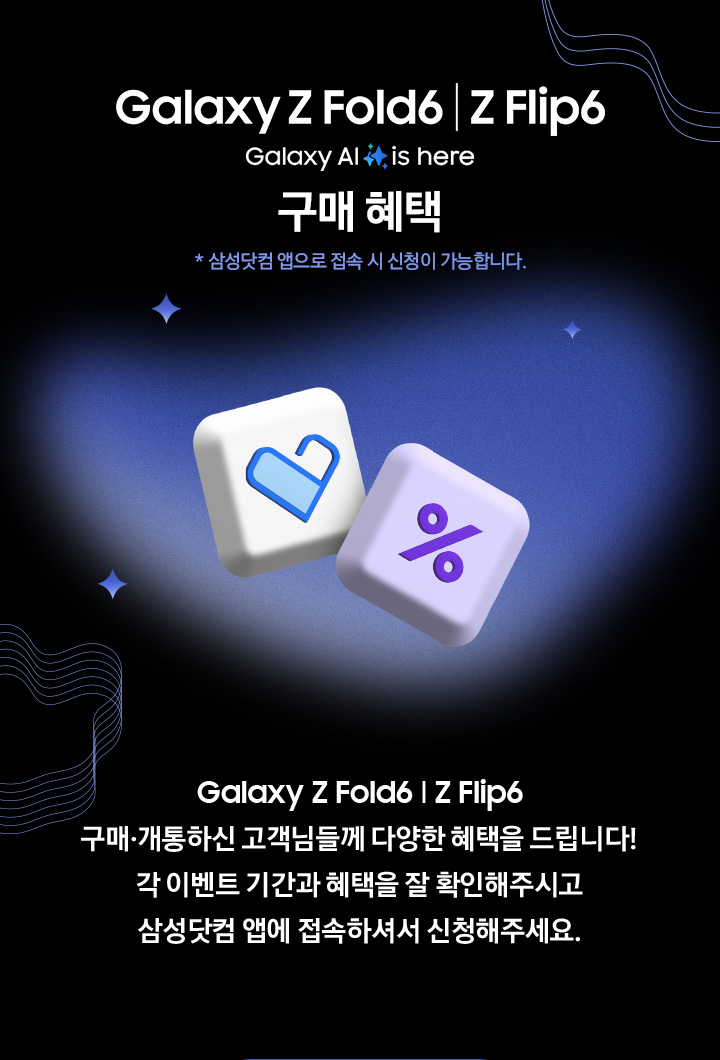 Galaxy Z Fold6 | Z Flip6
Galaxy AI is here
구매 혜택
* 삼성닷컴 앱으로 접속 시 신청이 가능합니다.
%
Galaxy Z Fold6 | Z Flip6
구매·개통하신 고객님들께 다양한 혜택을 드립니다!
각 이벤트 기간과 혜택을 잘 확인해주시고
삼성닷컴 앱에 접속하셔서 신청해주세요.